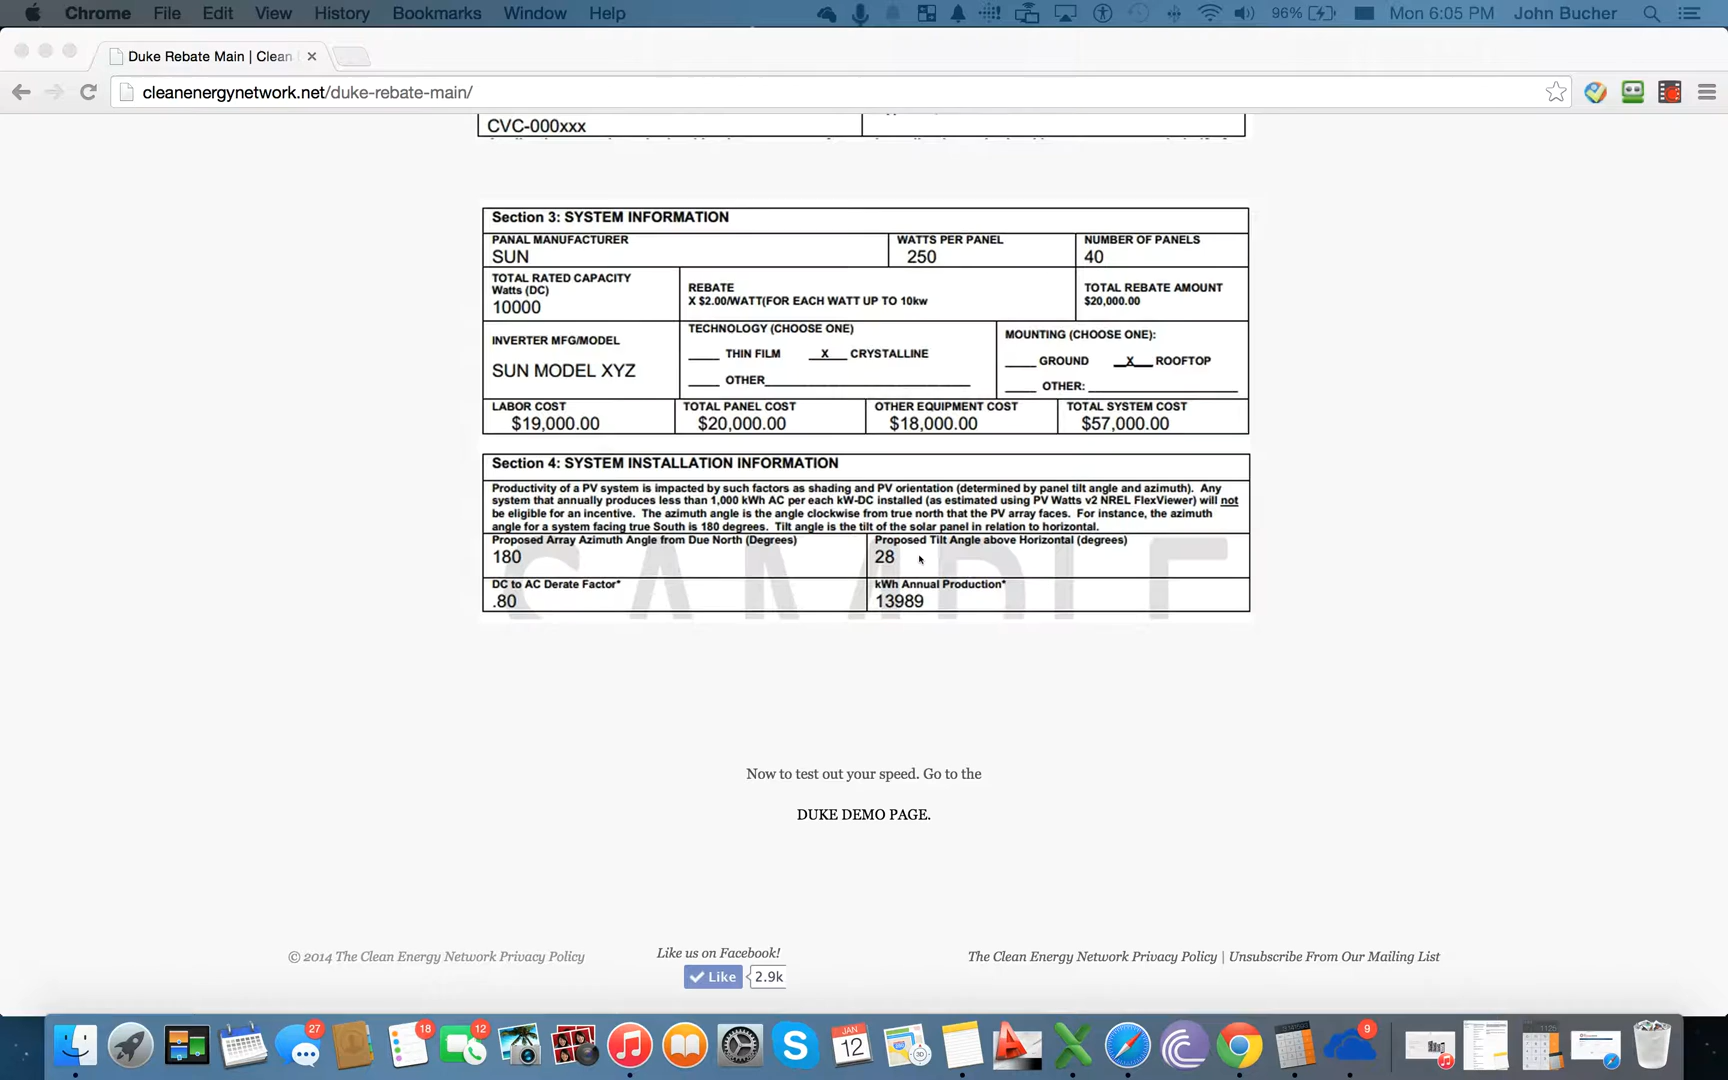 Chrome File Edit View History Bookmarks Window Help 96% Mon 6:05 PM John Bucher
Duke Rebate Main | Clean
cleanenergynetwork.net/duke-rebate-main/
CVC-000xxx
Section 3: SYSTEM INFORMATION
PANAL MANUFACTURER
SUN
WATTS PER PANEL
250
NUMBER OF PANELS
40
TOTAL RATED CAPACITY
Watts (DC)
10000
REBATE
X $2.00/WATT(FOR EACH WATT UP TO 10kw
TOTAL REBATE AMOUNT
$20,000.00
INVERTER MFG/MODEL
SUN MODEL XYZ
TECHNOLOGY (CHOOSE ONE)
____ THIN FILM __X__ CRYSTALLINE
____ OTHER____________________________
MOUNTING (CHOOSE ONE):
____ GROUND __X__ ROOFTOP
____ OTHER: ____________________
LABOR COST
$19,000.00
TOTAL PANEL COST
$20,000.00
OTHER EQUIPMENT COST
$18,000.00
TOTAL SYSTEM COST
$57,000.00
Section 4: SYSTEM INSTALLATION INFORMATION
Productivity of a PV system is impacted by such factors as shading and PV orientation (determined by panel tilt angle and azimuth). Any
system that annually produces less than 1,000 kWh AC per each kW-DC installed (as estimated using PV Watts v2 NREL FlexViewer) will not
be eligible for an incentive. The azimuth angle is the angle clockwise from true north that the PV array faces. For instance, the azimuth
angle for a system facing true South is 180 degrees. Tilt angle is the tilt of the solar panel in relation to horizontal.
Proposed Array Azimuth Angle from Due North (Degrees)
180
Proposed Tilt Angle above Horizontal (degrees)
28
DC to AC Derate Factor*
.80
kWh Annual Production*
13989
SAMPLE
Now to test out your speed. Go to the
DUKE DEMO PAGE.
© 2014 The Clean Energy Network Privacy Policy
Like us on Facebook!
Like 2.9k
The Clean Energy Network Privacy Policy | Unsubscribe From Our Mailing List
27 18 12 JAN 12 3D 9